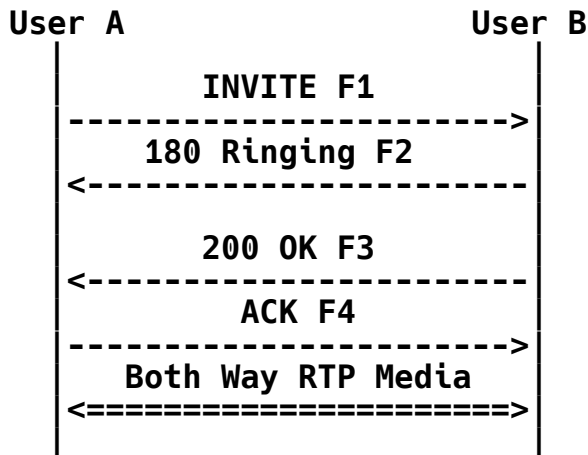 User A User B
INVITE F1
180 Ringing F2
200 OK F3
ACK F4
Both Way RTP Media